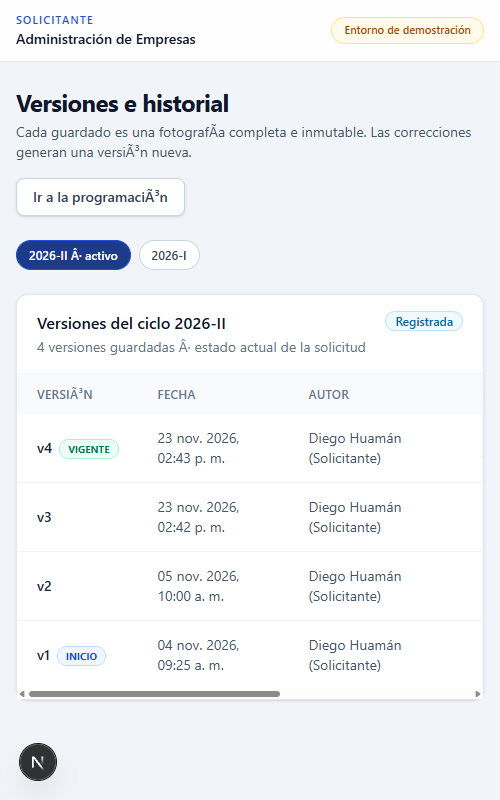 SOLICITANTE
Administración de Empresas
Entorno de demostración
Versiones e historial
Cada guardado es una fotografÃa completa e inmutable. Las correcciones
generan una versiÃ³n nueva.
Ir a la programaciÃ³n
2026-II Â· activo
2026-I
Versiones del ciclo 2026-II
Registrada
4 versiones guardadas Â· estado actual de la solicitud
VERSIÃ³N FECHA AUTOR
v4 VIGENTE 23 nov. 2026, Diego Huamán
02:43 p. m. (Solicitante)
v3 23 nov. 2026, Diego Huamán
02:42 p. m. (Solicitante)
v2 05 nov. 2026, Diego Huamán
10:00 a. m. (Solicitante)
v1 INICIO 04 nov. 2026, Diego Huamán
09:25 a. m. (Solicitante)
N